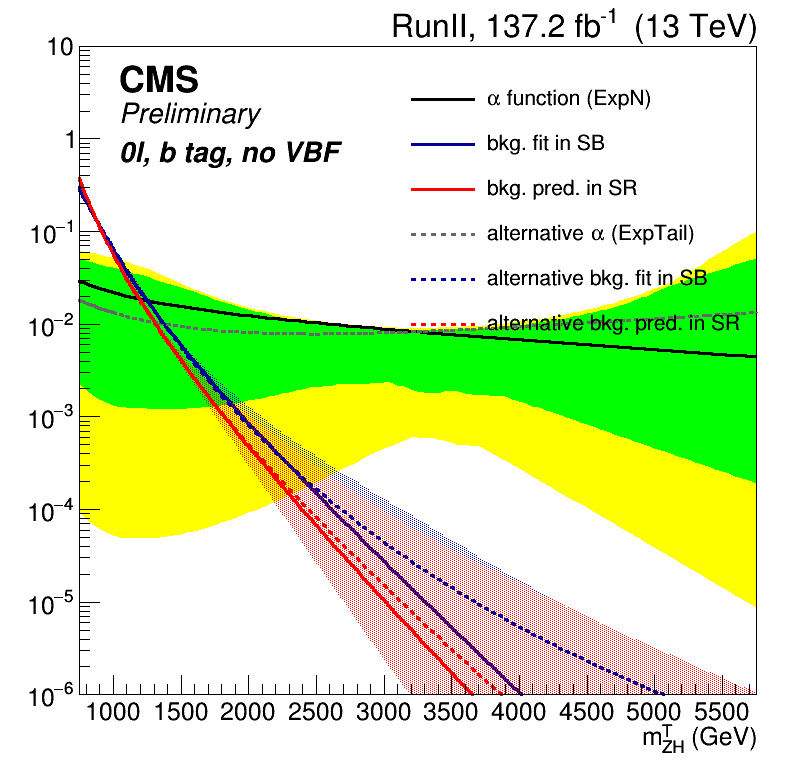 RunII, 137.2 fb⁻¹ (13 TeV)
CMS
Preliminary
0l, b tag, no VBF
α function (ExpN)
bkg. fit in SB
bkg. pred. in SR
alternative α (ExpTail)
alternative bkg. fit in SB
alternative bkg. pred. in SR
10
1
10⁻¹
10⁻²
10⁻³
10⁻⁴
10⁻⁵
10⁻⁶
1000 1500 2000 2500 3000 3500 4000 4500 5000 5500
m^T_ZH (GeV)